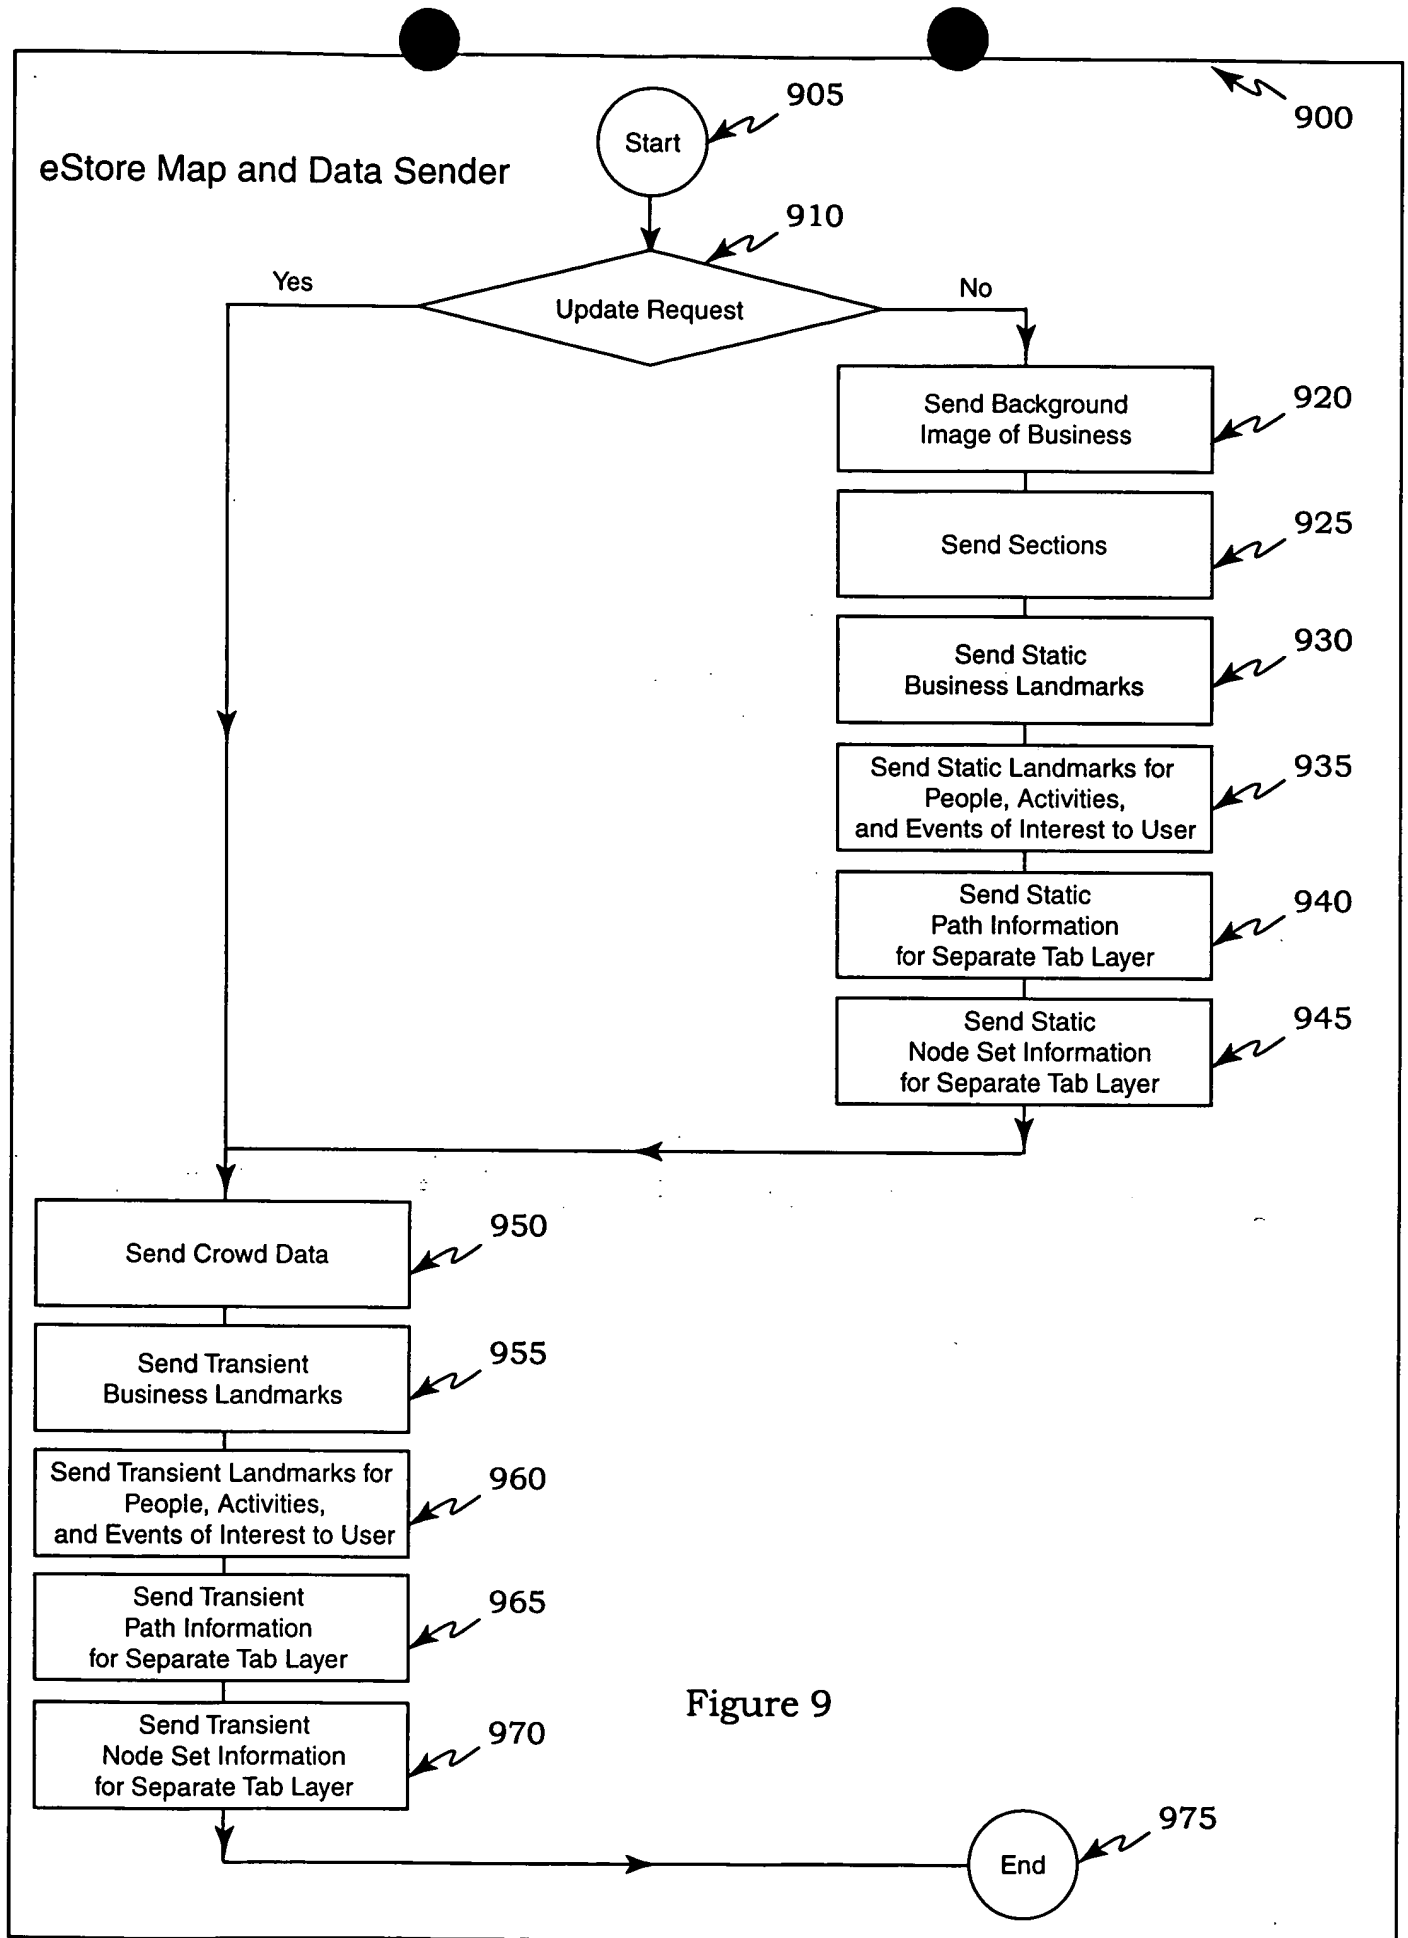 900
905
Start
eStore Map and Data Sender
910
Yes
Update Request
No
Send Background
Image of Business
920
Send Sections
925
Send Static
Business Landmarks
930
Send Static Landmarks for
People, Activities,
and Events of Interest to User
935
Send Static
Path Information
for Separate Tab Layer
940
Send Static
Node Set Information
for Separate Tab Layer
945
Send Crowd Data
950
Send Transient
Business Landmarks
955
Send Transient Landmarks for
People, Activities,
and Events of Interest to User
960
Send Transient
Path Information
for Separate Tab Layer
965
Send Transient
Node Set Information
for Separate Tab Layer
970
Figure 9
End
975